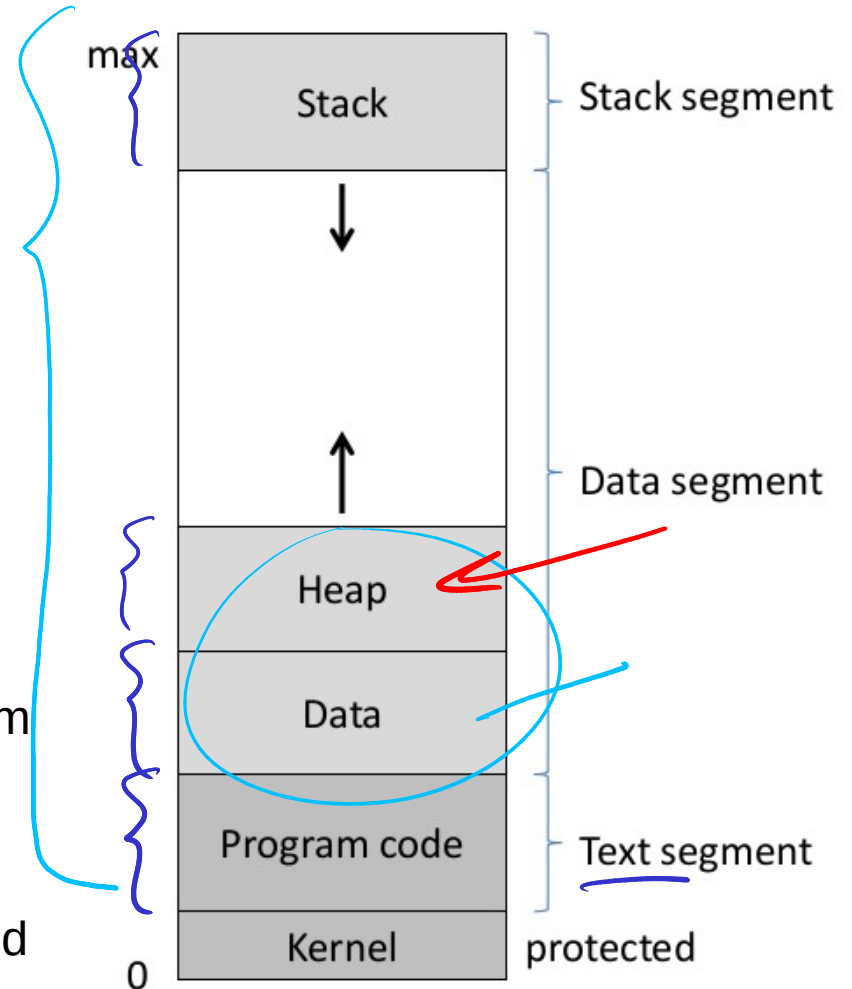 max
Stack
Stack segment
Data segment
Heap
m
Data
Program code
Text segment
d
Kernel
protected
0